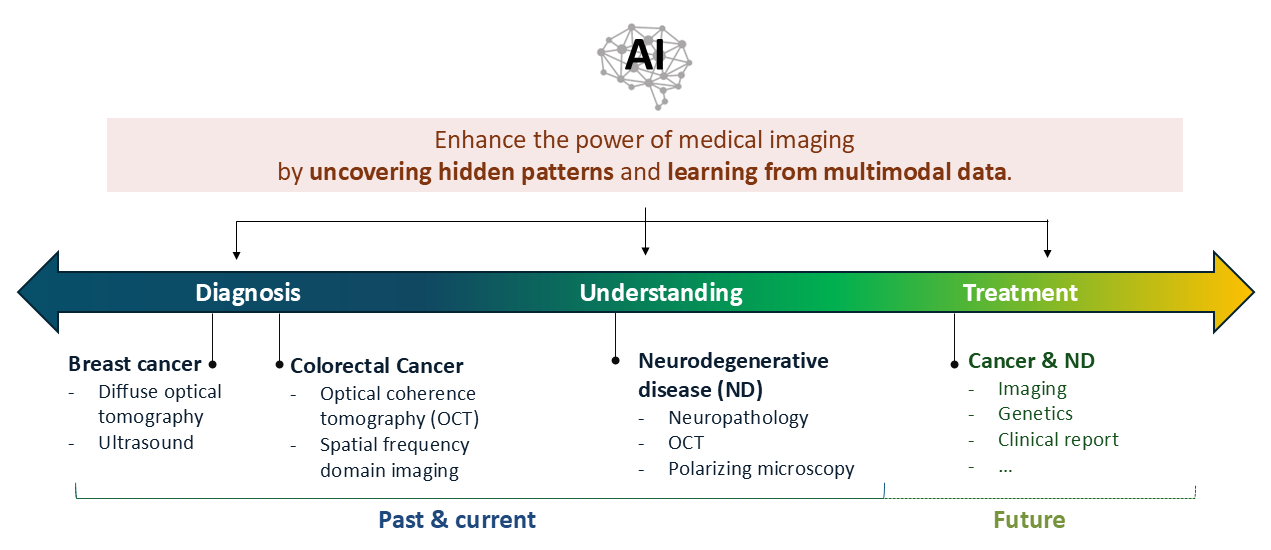 AI
Enhance the power of medical imaging
by uncovering hidden patterns and learning from multimodal data.
Diagnosis
Understanding
Treatment
Breast cancer
- Diffuse optical
tomography
- Ultrasound
Colorectal Cancer
- Optical coherence
tomography (OCT)
- Spatial frequency
domain imaging
Neurodegenerative
disease (ND)
- Neuropathology
- OCT
- Polarizing microscopy
Cancer & ND
- Imaging
- Genetics
- Clinical report
- ...
Past & current
Future